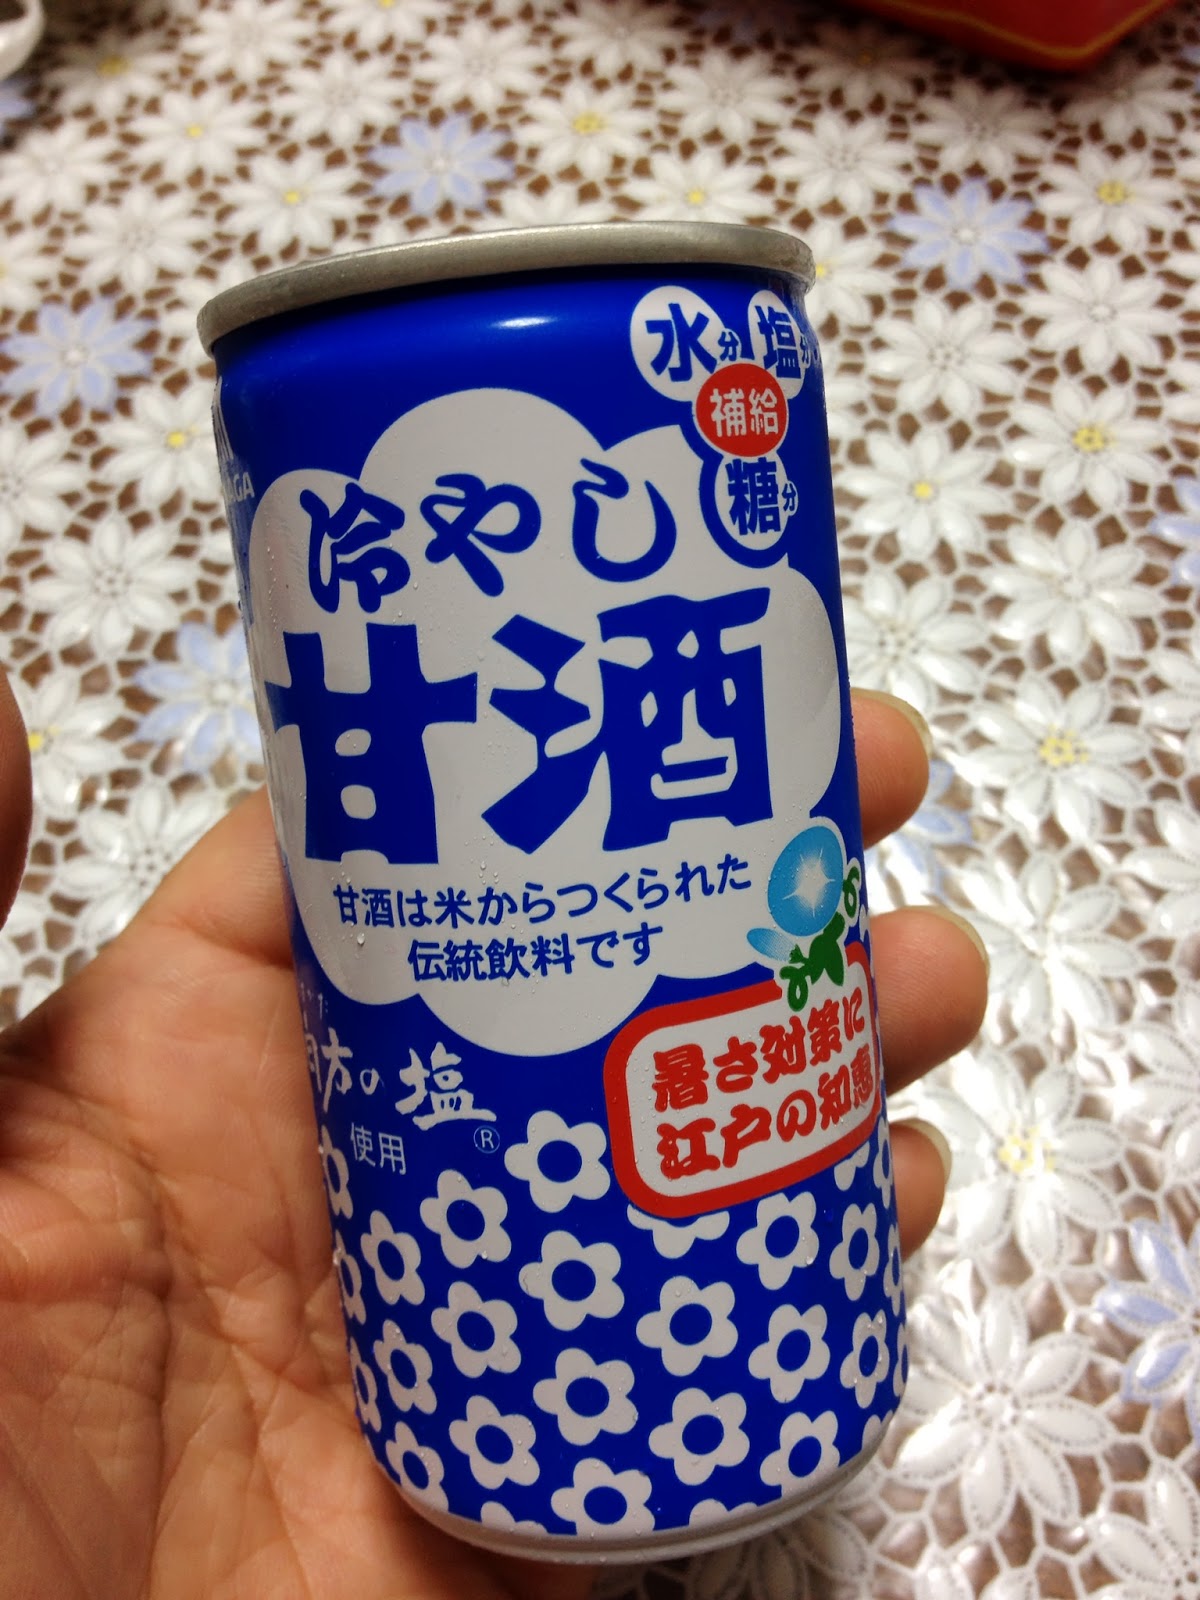 水分 塩分
補給
糖分
冷やし
甘酒
甘酒は米からつくられた
伝統飲料です
方の塩®
使用
暑さ対策に
江戸の知恵